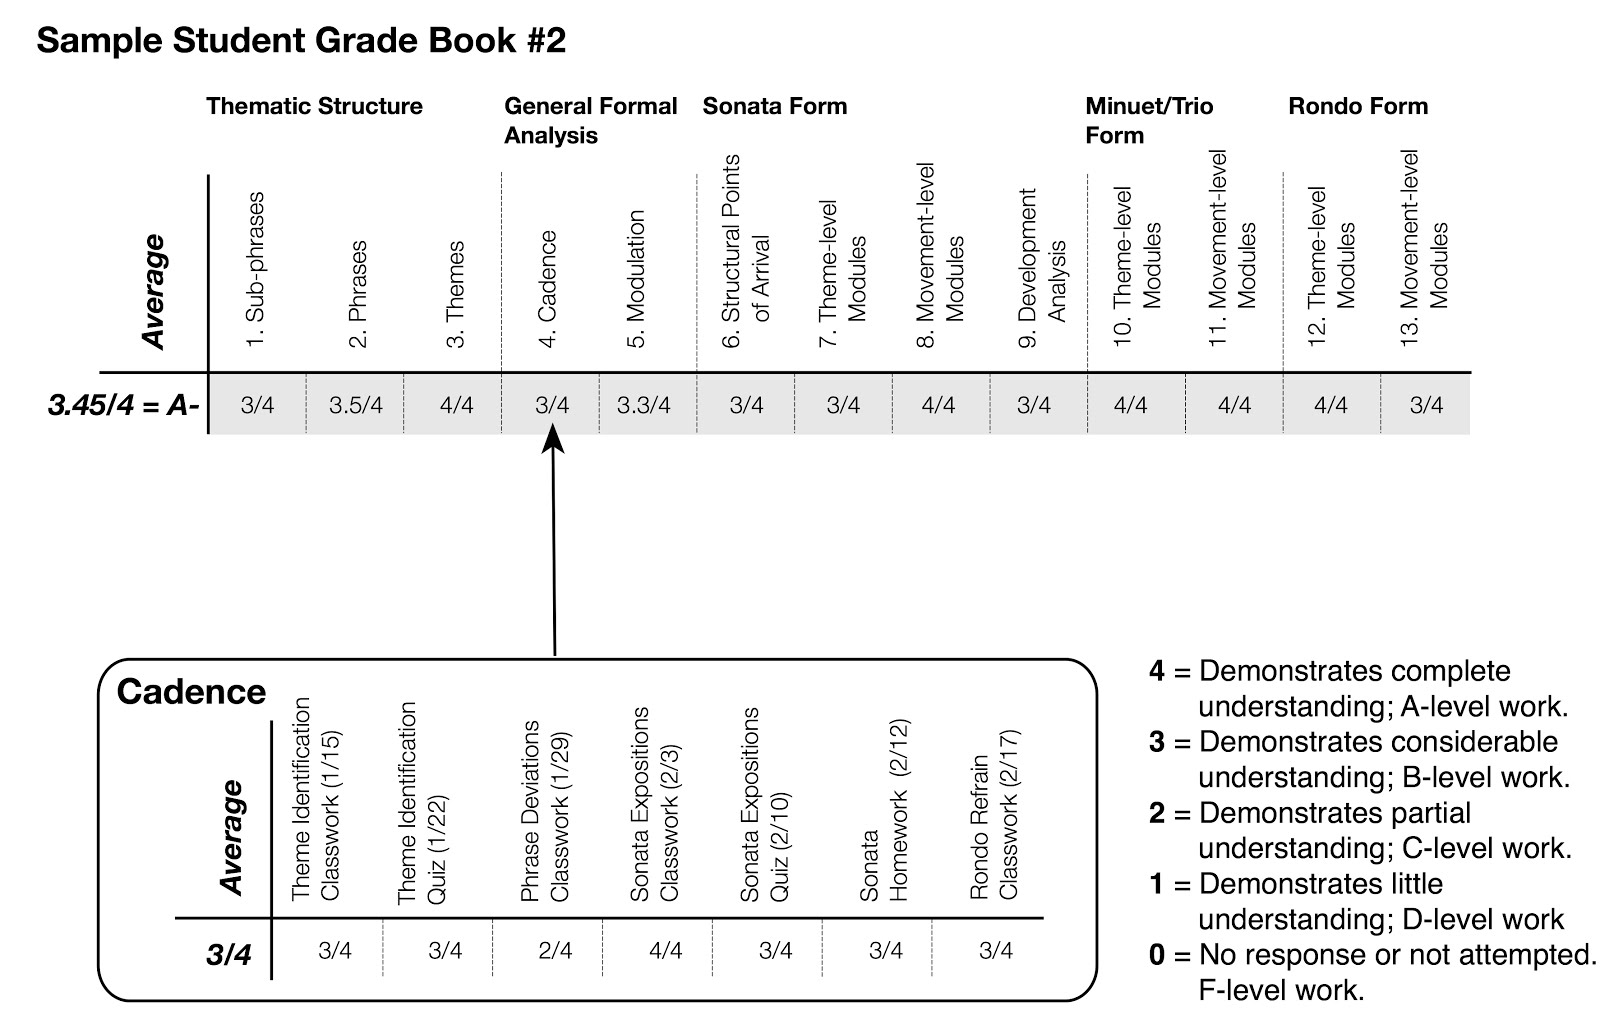 Sample Student Grade Book #2
Thematic Structure
General Formal
Analysis
Sonata Form
Minuet/Trio
Form
Rondo Form
Average
1. Sub-phrases
2. Phrases
3. Themes
4. Cadence
5. Modulation
6. Structural Points
of Arrival
7. Theme-level
Modules
8. Movement-level
Modules
9. Development
Analysis
10. Theme-level
Modules
11. Movement-level
Modules
12. Theme-level
Modules
13. Movement-level
Modules
3.45/4 = A- 3/4 3.5/4 4/4 3/4 3.3/4 3/4 3/4 4/4 3/4 4/4 4/4 4/4 3/4
Cadence
Average
Theme Identification
Classwork (1/15)
Theme Identification
Quiz (1/22)
Phrase Deviations
Classwork (1/29)
Sonata Expositions
Classwork (2/3)
Sonata Expositions
Quiz (2/10)
Sonata
Homework (2/12)
Rondo Refrain
Classwork (2/17)
3/4 3/4 3/4 2/4 4/4 3/4 3/4 3/4
4 = Demonstrates complete
understanding; A-level work.
3 = Demonstrates considerable
understanding; B-level work.
2 = Demonstrates partial
understanding; C-level work.
1 = Demonstrates little
understanding; D-level work
0 = No response or not attempted.
F-level work.